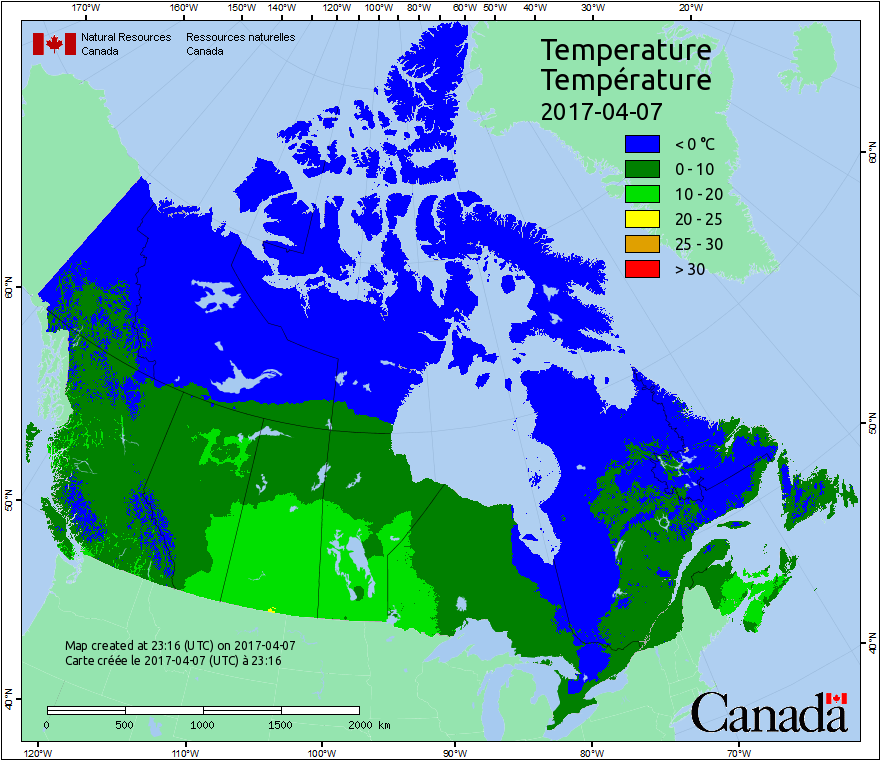 170°W 160°W 150°W 140°W 120°W 100°W 80°W 60°W 50°W 40°W 30°W 20°W
Natural Resources Ressources naturelles
Canada Canada
Temperature
Température
2017-04-07
< 0 °C
0 - 10
10 - 20
20 - 25
25 - 30
> 30
60°N
60°N
50°N
50°N
40°N
40°N
Map created at 23:16 (UTC) on 2017-04-07
Carte créée le 2017-04-07 (UTC) à 23:16
0 500 1000 1500 2000 km
Canada
120°W 110°W 100°W 90°W 80°W 70°W